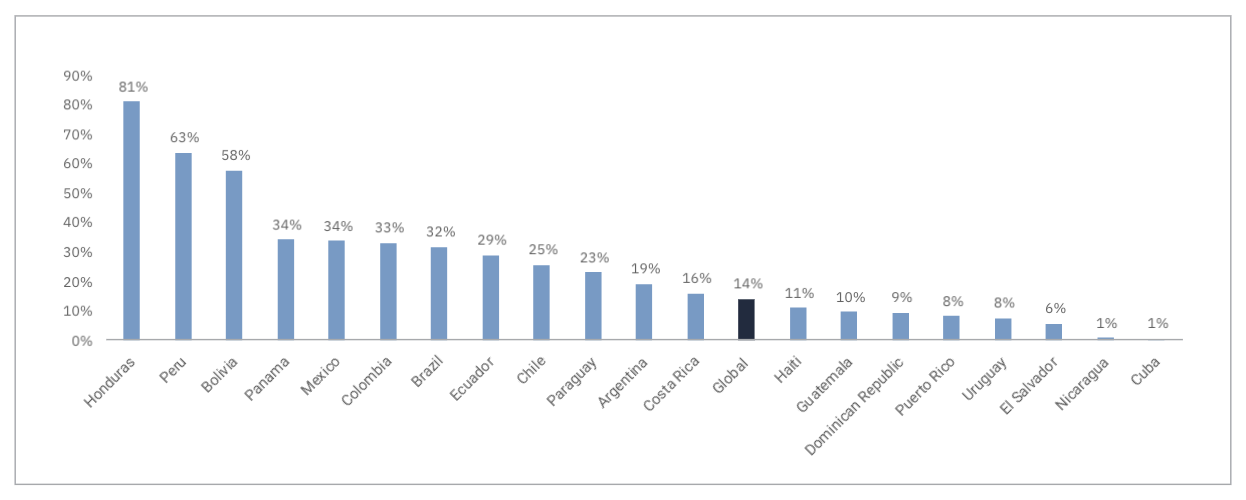 90%
80%
70%
60%
50%
40%
30%
20%
10%
0%
81%
63%
58%
34%
34%
33%
32%
29%
25%
23%
19%
16%
14%
11%
10%
9%
8%
8%
6%
1%
1%
Honduras
Peru
Bolivia
Panama
Mexico
Colombia
Brazil
Ecuador
Chile
Paraguay
Argentina
Costa Rica
Global
Haiti
Guatemala
Dominican Republic
Puerto Rico
Uruguay
El Salvador
Nicaragua
Cuba